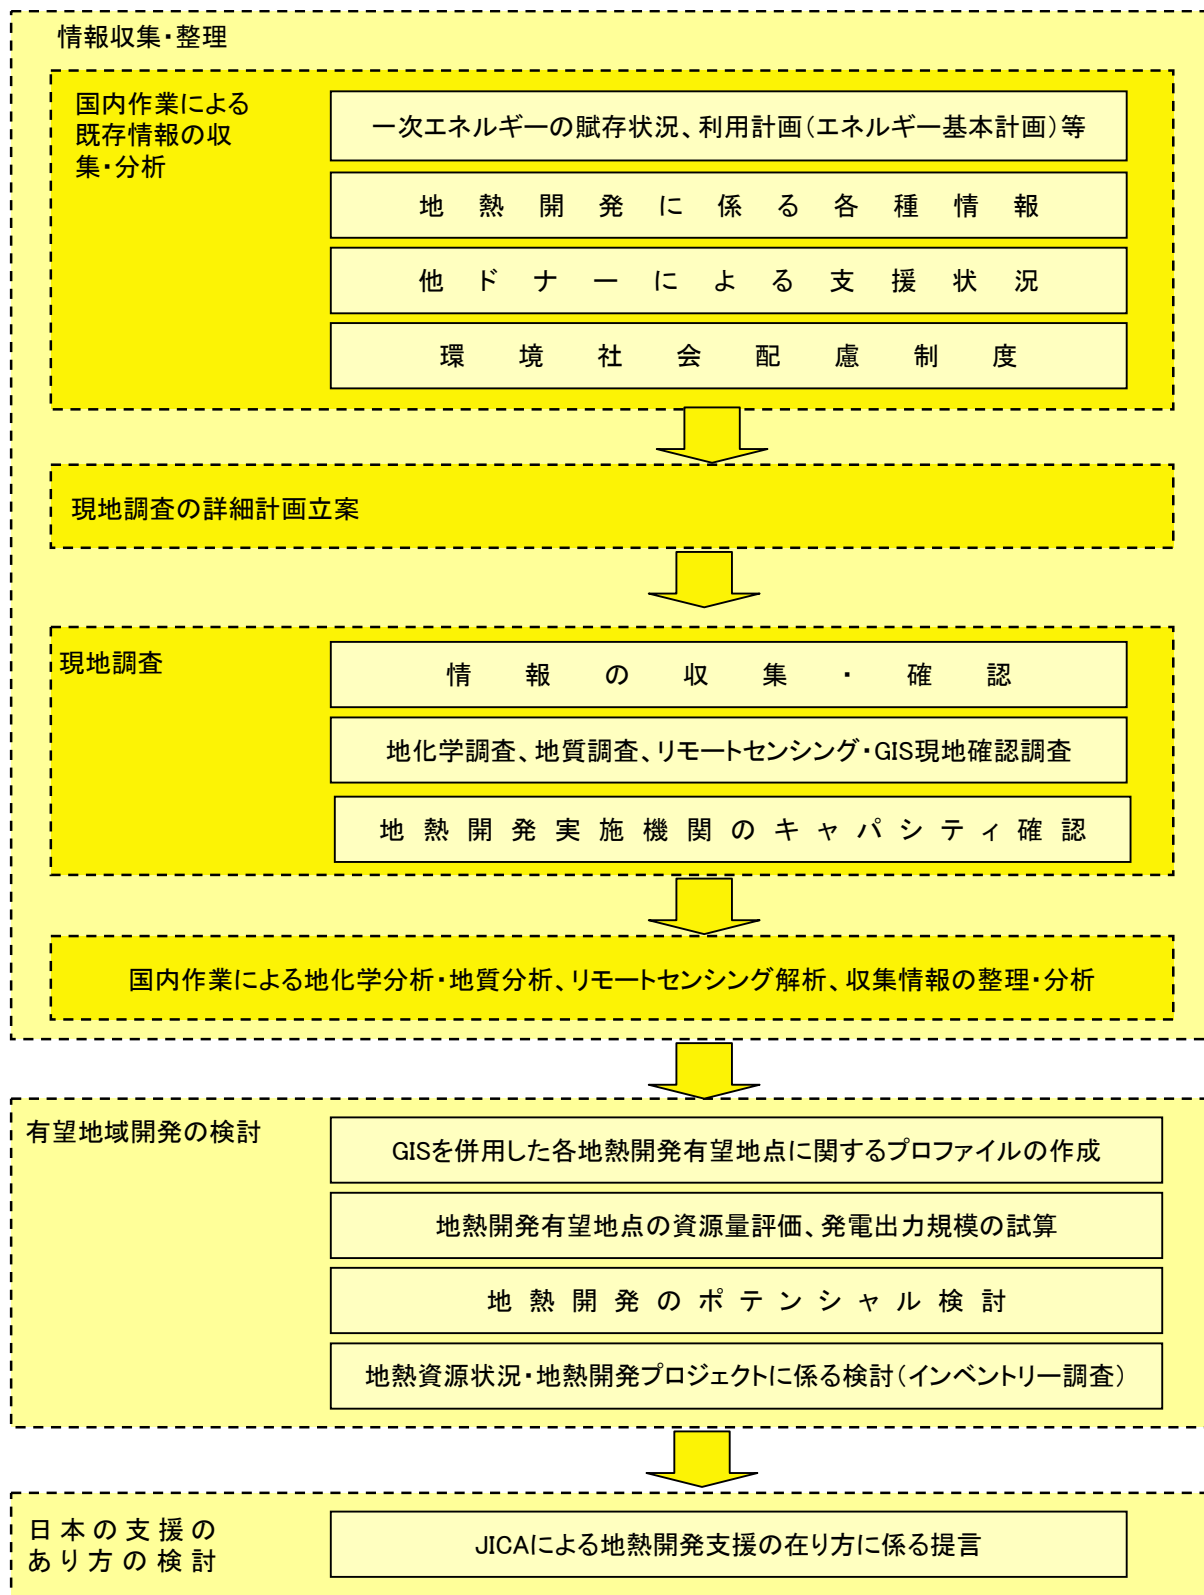 情報収集・整理
国内作業による
既存情報の収
集・分析
一次エネルギーの賦存状況、利用計画(エネルギー基本計画)等
地熱開発に係る各種情報
他ドナーによる支援状況
環境社会配慮制度
現地調査の詳細計画立案
現地調査
情報の収集・確認
地化学調査、地質調査、リモートセンシング・GIS現地確認調査
地熱開発実施機関のキャパシティ確認
国内作業による地化学分析・地質分析、リモートセンシング解析、収集情報の整理・分析
有望地域開発の検討
GISを併用した各地熱開発有望地点に関するプロファイルの作成
地熱開発有望地点の資源量評価、発電出力規模の試算
地熱開発のポテンシャル検討
地熱資源状況・地熱開発プロジェクトに係る検討(インベントリー調査)
日本の支援の
あり方の検討
JICAによる地熱開発支援の在り方に係る提言